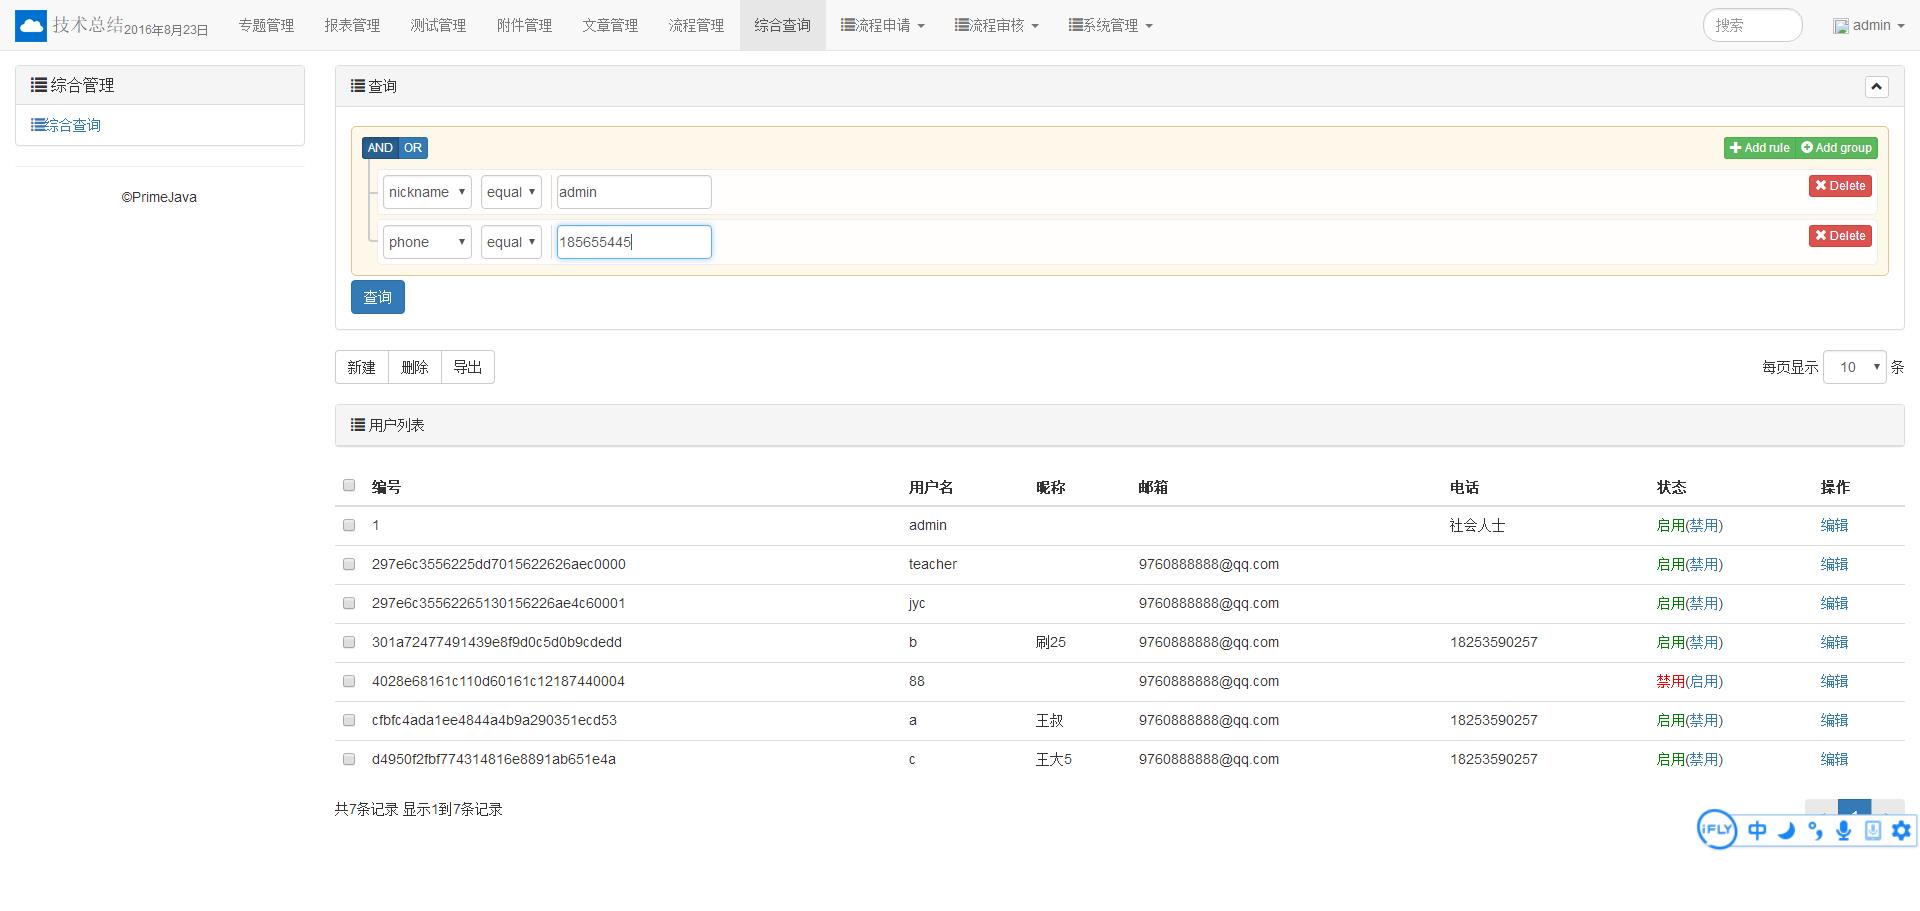 技术总结2016年8月23日 专题管理 报表管理 测试管理 附件管理 文章管理 流程管理 综合查询 流程申请 流程审核 系统管理 搜索 admin
综合管理
综合查询
©PrimeJava
查询
AND OR Add rule Add group
nickname equal admin Delete
phone equal 185655445 Delete
查询
新建 删除 导出 每页显示 10 条
用户列表
编号 用户名 昵称 邮箱 电话 状态 操作
1 admin 社会人士 启用(禁用) 编辑
297e6c3556225dd7015622626aec0000 teacher 9760888888@qq.com 启用(禁用) 编辑
297e6c35562265130156226ae4c60001 jyc 9760888888@qq.com 启用(禁用) 编辑
301a72477491439e8f9d0c5d0b9cdedd b 刷25 9760888888@qq.com 18253590257 启用(禁用) 编辑
4028e68161c110d60161c12187440004 88 9760888888@qq.com 禁用(启用) 编辑
cfbfc4ada1ee4844a4b9a290351ecd53 a 王叔 9760888888@qq.com 18253590257 启用(禁用) 编辑
d4950f2fbf774314816e8891ab651e4a c 王大5 9760888888@qq.com 18253590257 启用(禁用) 编辑
共7条记录 显示1到7条记录
iFLY 中